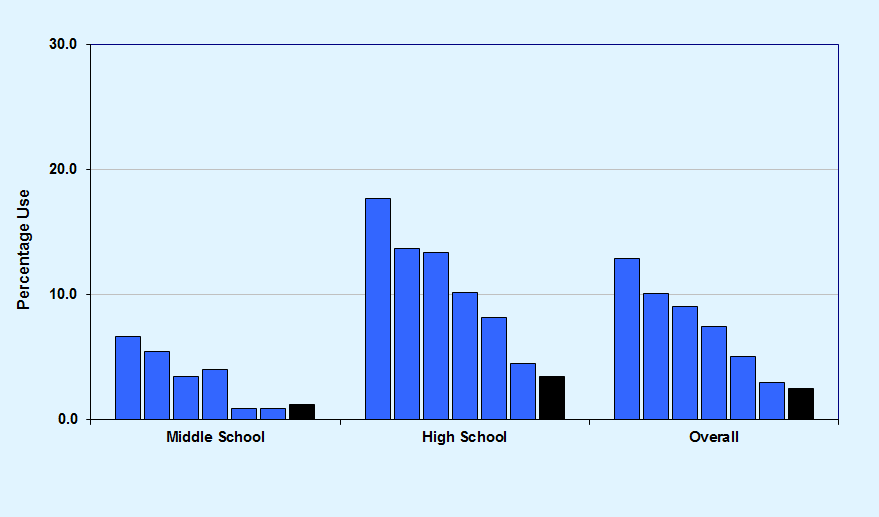 30.0
20.0
10.0
0.0
Percentage Use
Middle School
High School
Overall